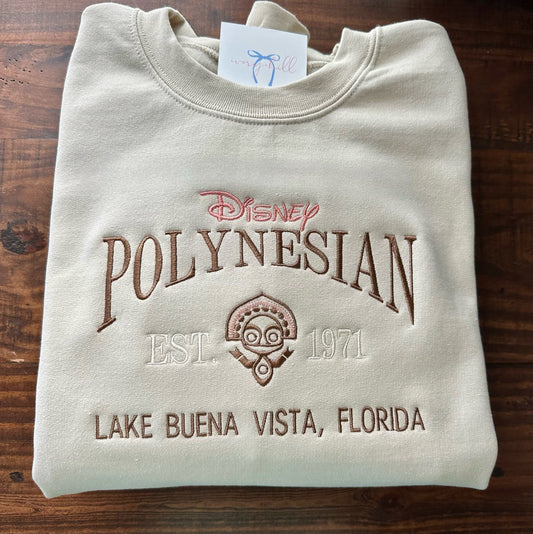 Disney
POLYNESIAN
EST. 1971
LAKE BUENA VISTA, FLORIDA